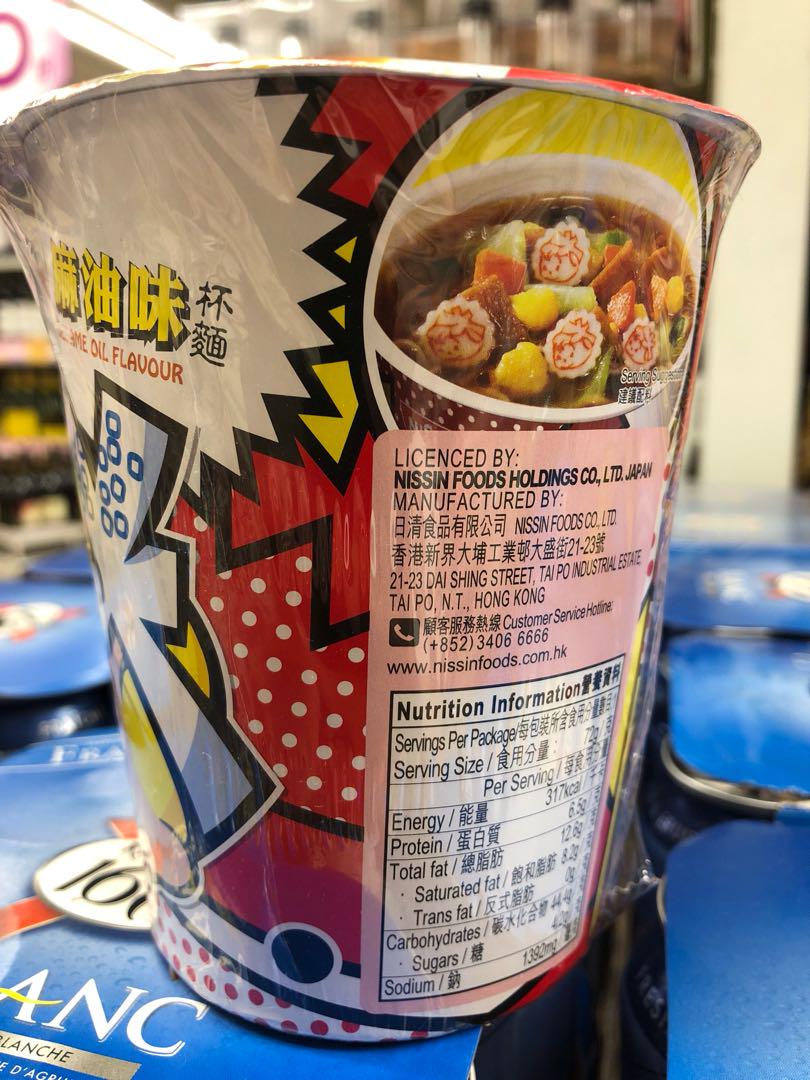 麻油味
杯麵
ME OIL FLAVOUR
Serving Suggestion
建議配料
LICENCED BY:
NISSIN FOODS HOLDINGS CO., LTD. JAPAN
MANUFACTURED BY:
日清食品有限公司 NISSIN FOODS CO., LTD.
香港新界大埔工業邨大盛街21-23號
21-23 DAI SHING STREET, TAI PO INDUSTRIAL ESTATE,
TAI PO, N.T., HONG KONG
顧客服務熱線 Customer Service Hotline:
(+852) 3406 6666
www.nissinfoods.com.hk
Nutrition Information 營養資料
Servings Per Package/每包裝所含食用分量數目
Serving Size / 食用分量: 72g
Per Serving / 每食用分量
Energy / 能量 317kcal
Protein / 蛋白質 6.5g
Total fat / 總脂肪 12.6g
· Saturated fat / 飽和脂肪 8.2g
· Trans fat / 反式脂肪 0g
Carbohydrates / 碳水化合物 44.4g
· Sugars / 糖 4.0g
Sodium / 鈉 1392mg
ANC
BLANCHE